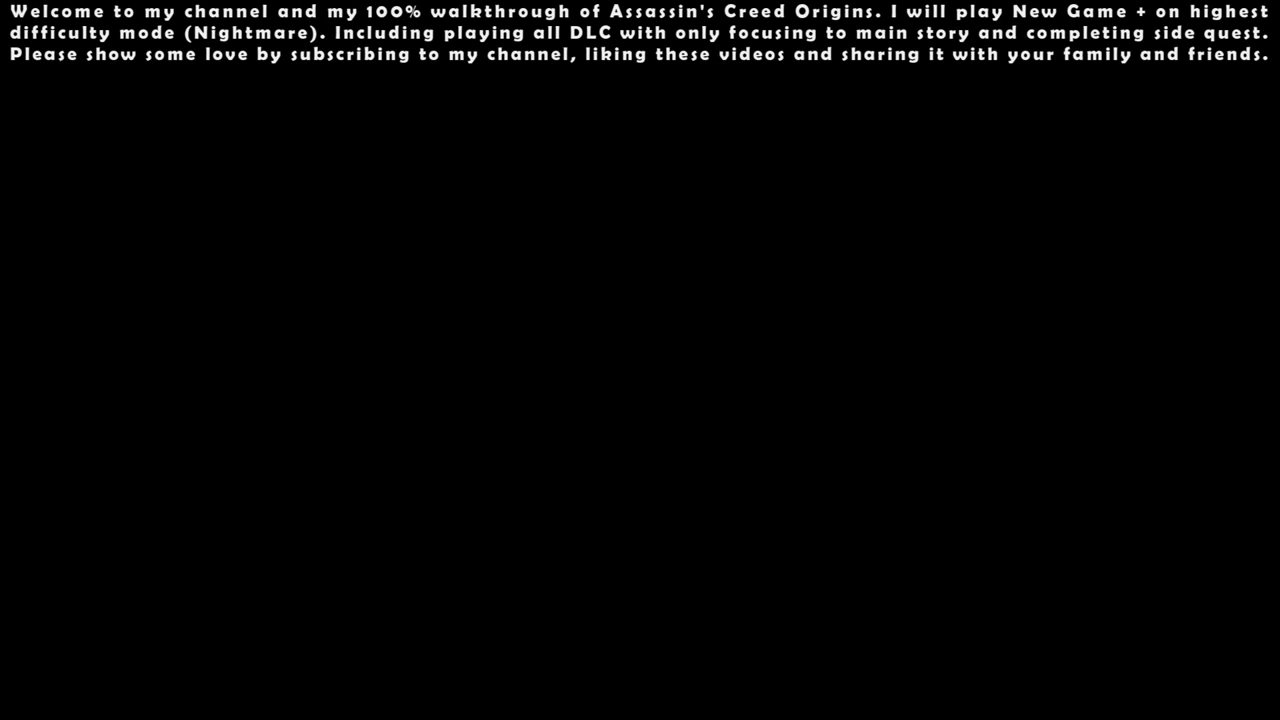 Welcome to my channel and my 100% walkthrough of Assassin's Creed Origins. I will play New Game + on highest
difficulty mode (Nightmare). Including playing all DLC with only focusing to main story and completing side quest.
Please show some love by subscribing to my channel, liking these videos and sharing it with your family and friends.